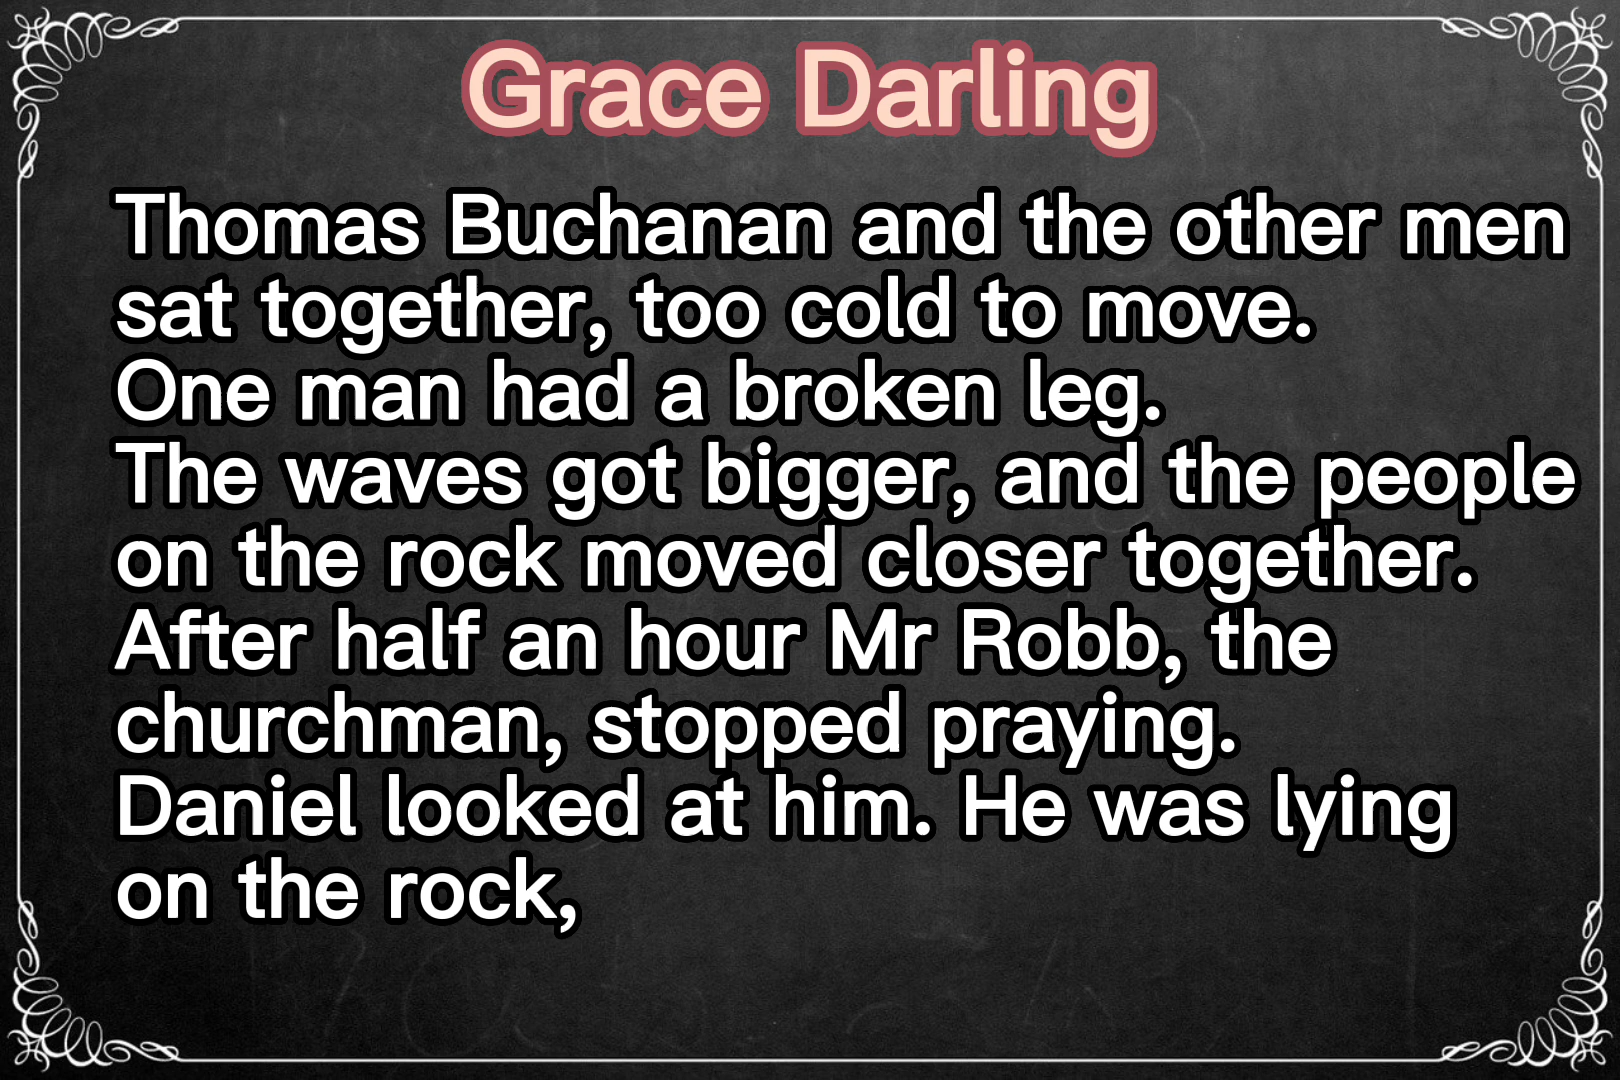 Grace Darling
Thomas Buchanan and the other men
sat together, too cold to move.
One man had a broken leg.
The waves got bigger, and the people
on the rock moved closer together.
After half an hour Mr Robb, the
churchman, stopped praying.
Daniel looked at him. He was lying
on the rock,